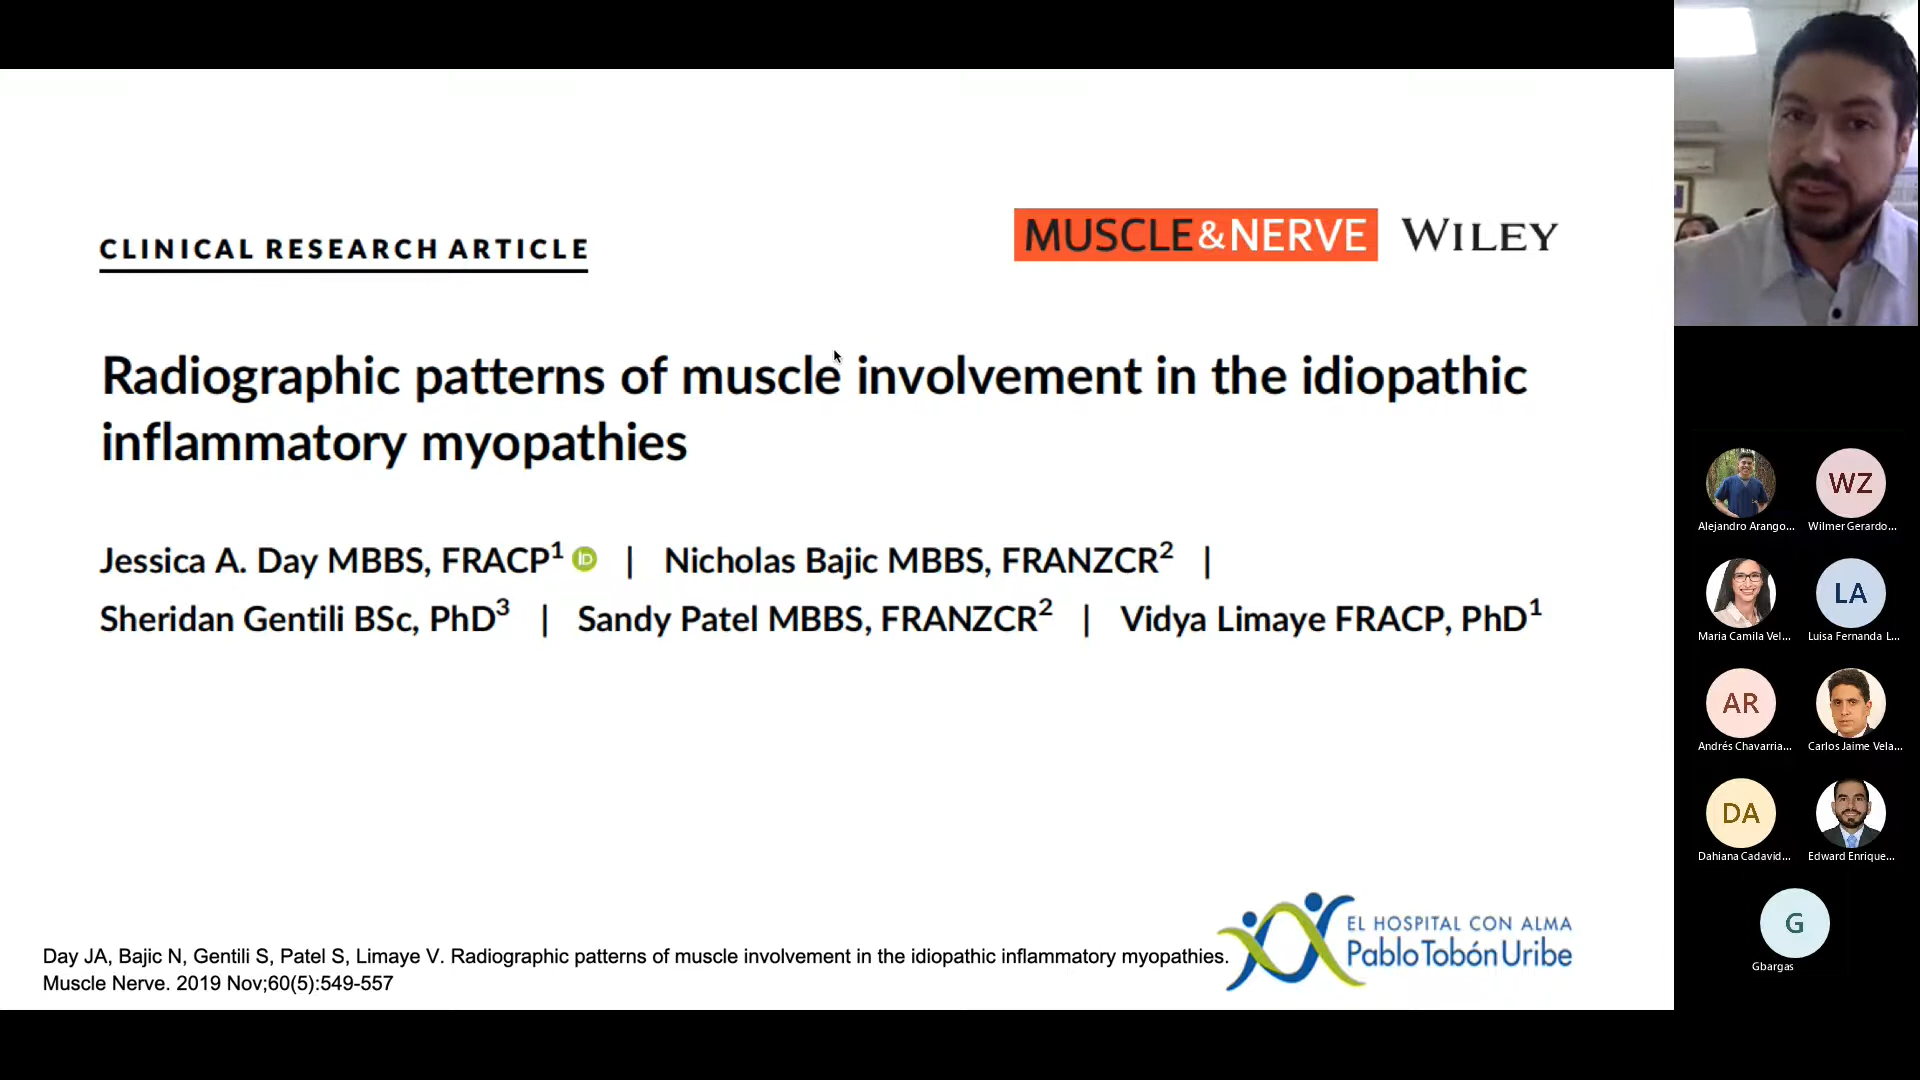 CLINICAL RESEARCH ARTICLE
MUSCLE&NERVE WILEY
Radiographic patterns of muscle involvement in the idiopathic
inflammatory myopathies
Jessica A. Day MBBS, FRACP1 iD | Nicholas Bajic MBBS, FRANZCR2 |
Sheridan Gentili BSc, PhD3 | Sandy Patel MBBS, FRANZCR2 | Vidya Limaye FRACP, PhD1
Day JA, Bajic N, Gentili S, Patel S, Limaye V. Radiographic patterns of muscle involvement in the idiopathic inflammatory myopathies.
Muscle Nerve. 2019 Nov;60(5):549-557
EL HOSPITAL CON ALMA
Pablo Tobón Uribe
WZ
Alejandro Arango... Wilmer Gerardo...
LA
Maria Camila Vel... Luisa Fernanda L...
AR
Andrés Chavarria... Carlos Jaime Vela...
DA
Dahiana Cadavid... Edward Enrique...
G
Gbargas